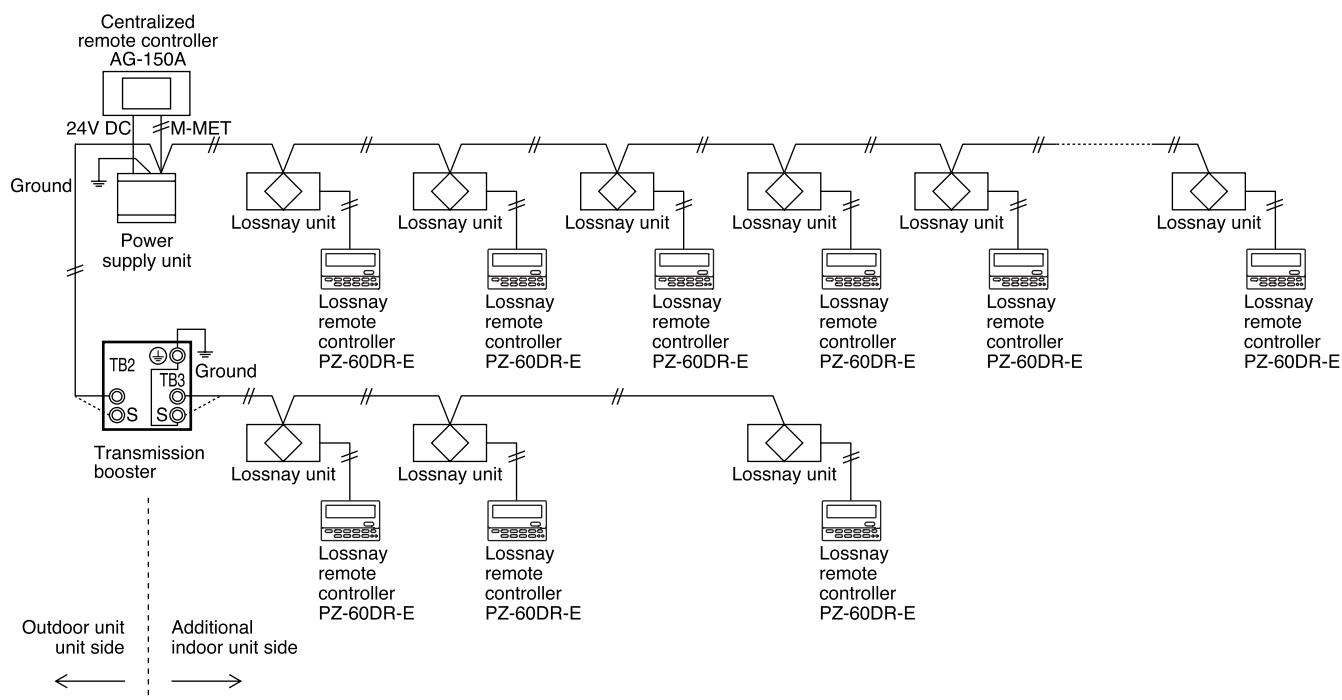 Centralized
remote controller
AG-150A
24V DC
M-MET
Ground
Power
supply unit
Lossnay unit
Lossnay unit
Lossnay unit
Lossnay unit
Lossnay unit
Lossnay unit
Lossnay
remote
controller
PZ-60DR-E
Lossnay
remote
controller
PZ-60DR-E
Lossnay
remote
controller
PZ-60DR-E
Lossnay
remote
controller
PZ-60DR-E
Lossnay
remote
controller
PZ-60DR-E
Lossnay
remote
controller
PZ-60DR-E
TB2
TB3
Ground
S
S
Transmission
booster
Lossnay unit
Lossnay unit
Lossnay unit
Lossnay
remote
controller
PZ-60DR-E
Lossnay
remote
controller
PZ-60DR-E
Lossnay
remote
controller
PZ-60DR-E
Outdoor unit
unit side
Additional
indoor unit side